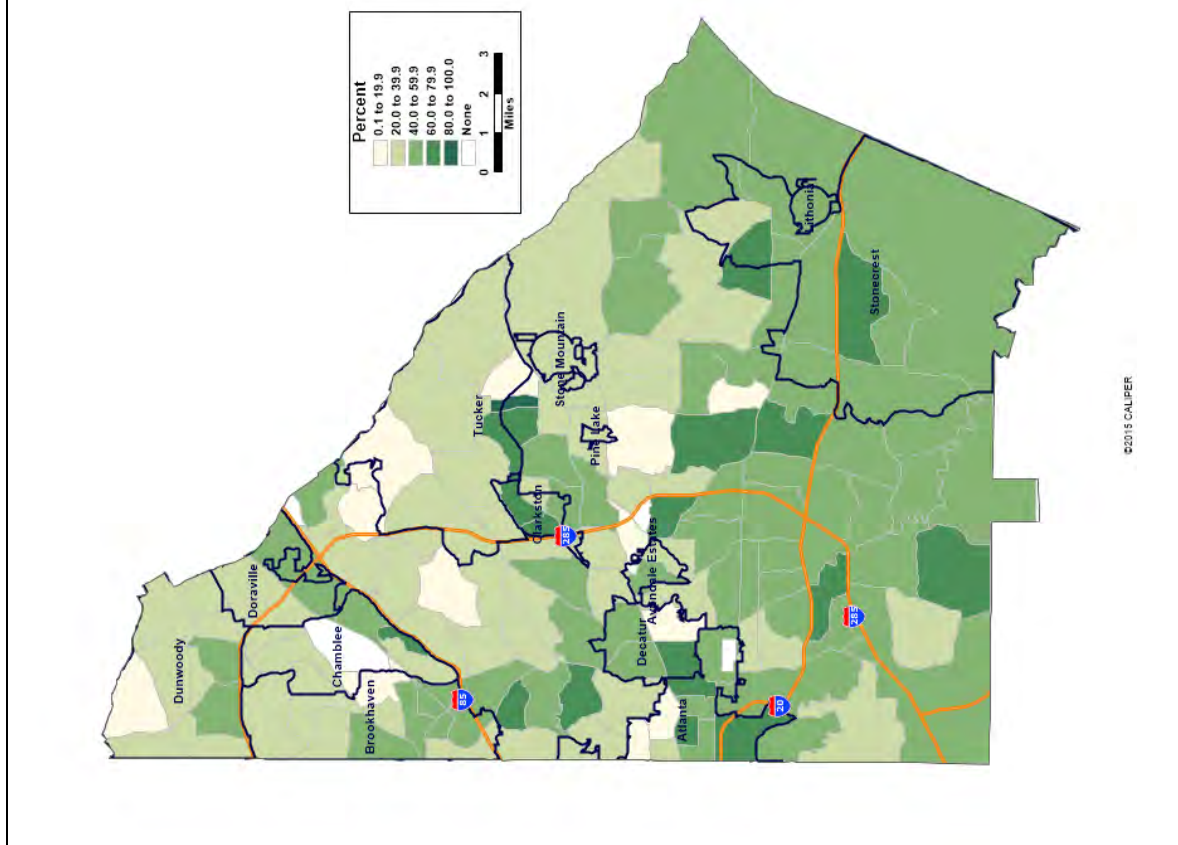 Percent
0.1 to 19.9
20.0 to 39.9
40.0 to 59.9
60.0 to 79.9
80.0 to 100.0
None
0 1 2 3
Miles
Dunwoody
Doraville
Chamblee
Brookhaven
85
Tucker
Stone Mountain
Pine Lake
Clarkston
285
Avondale Estates
Decatur
Atlanta
20
285
Lithonia
Stonecrest
©2015 CALIPER